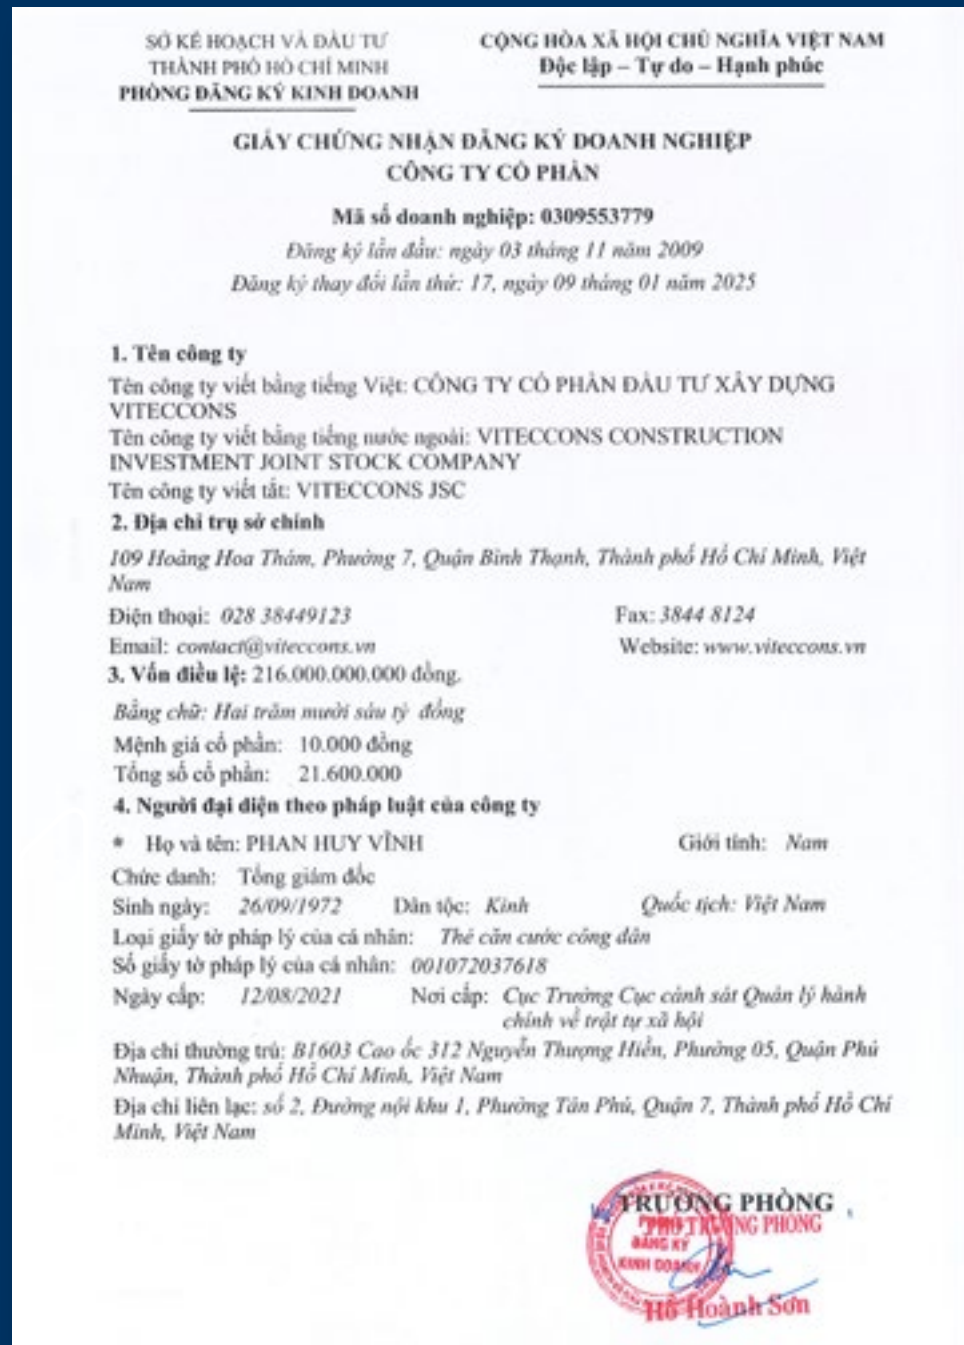 SỞ KẾ HOẠCH VÀ ĐẦU TƯ
THÀNH PHỐ HỒ CHÍ MINH
PHÒNG ĐĂNG KÝ KINH DOANH
CỘNG HÒA XÃ HỘI CHỦ NGHĨA VIỆT NAM
Độc lập – Tự do – Hạnh phúc
GIẤY CHỨNG NHẬN ĐĂNG KÝ DOANH NGHIỆP
CÔNG TY CỔ PHẦN
Mã số doanh nghiệp: 0309553779
Đăng ký lần đầu: ngày 03 tháng 11 năm 2009
Đăng ký thay đổi lần thứ: 17, ngày 09 tháng 01 năm 2025
1. Tên công ty
Tên công ty viết bằng tiếng Việt: CÔNG TY CỔ PHẦN ĐẦU TƯ XÂY DỰNG
VITECCONS
Tên công ty viết bằng tiếng nước ngoài: VITECCONS CONSTRUCTION
INVESTMENT JOINT STOCK COMPANY
Tên công ty viết tắt: VITECCONS JSC
2. Địa chỉ trụ sở chính
109 Hoàng Hoa Thám, Phường 7, Quận Bình Thạnh, Thành phố Hồ Chí Minh, Việt
Nam
Điện thoại: 028 38449123 Fax: 3844 8124
Email: contact@viteccons.vn Website: www.viteccons.vn
3. Vốn điều lệ: 216.000.000.000 đồng.
Bằng chữ: Hai trăm mười sáu tỷ đồng
Mệnh giá cổ phần: 10.000 đồng
Tổng số cổ phần: 21.600.000
4. Người đại diện theo pháp luật của công ty
* Họ và tên: PHAN HUY VĨNH Giới tính: Nam
Chức danh: Tổng giám đốc
Sinh ngày: 26/09/1972 Dân tộc: Kinh Quốc tịch: Việt Nam
Loại giấy tờ pháp lý của cá nhân: Thẻ căn cước công dân
Số giấy tờ pháp lý của cá nhân: 001072037618
Ngày cấp: 12/08/2021 Nơi cấp: Cục Trưởng Cục cảnh sát Quản lý hành
chính về trật tự xã hội
Địa chỉ thường trú: B1603 Cao ốc 312 Nguyễn Thượng Hiền, Phường 05, Quận Phú
Nhuận, Thành phố Hồ Chí Minh, Việt Nam
Địa chỉ liên lạc: số 2, Đường nội khu 1, Phường Tân Phú, Quận 7, Thành phố Hồ Chí
Minh, Việt Nam
TRƯỞNG PHÒNG
PHÓ TRƯỞNG PHÒNG
PHÒNG
ĐĂNG KÝ
KINH DOANH
Hồ Hoành Sơn